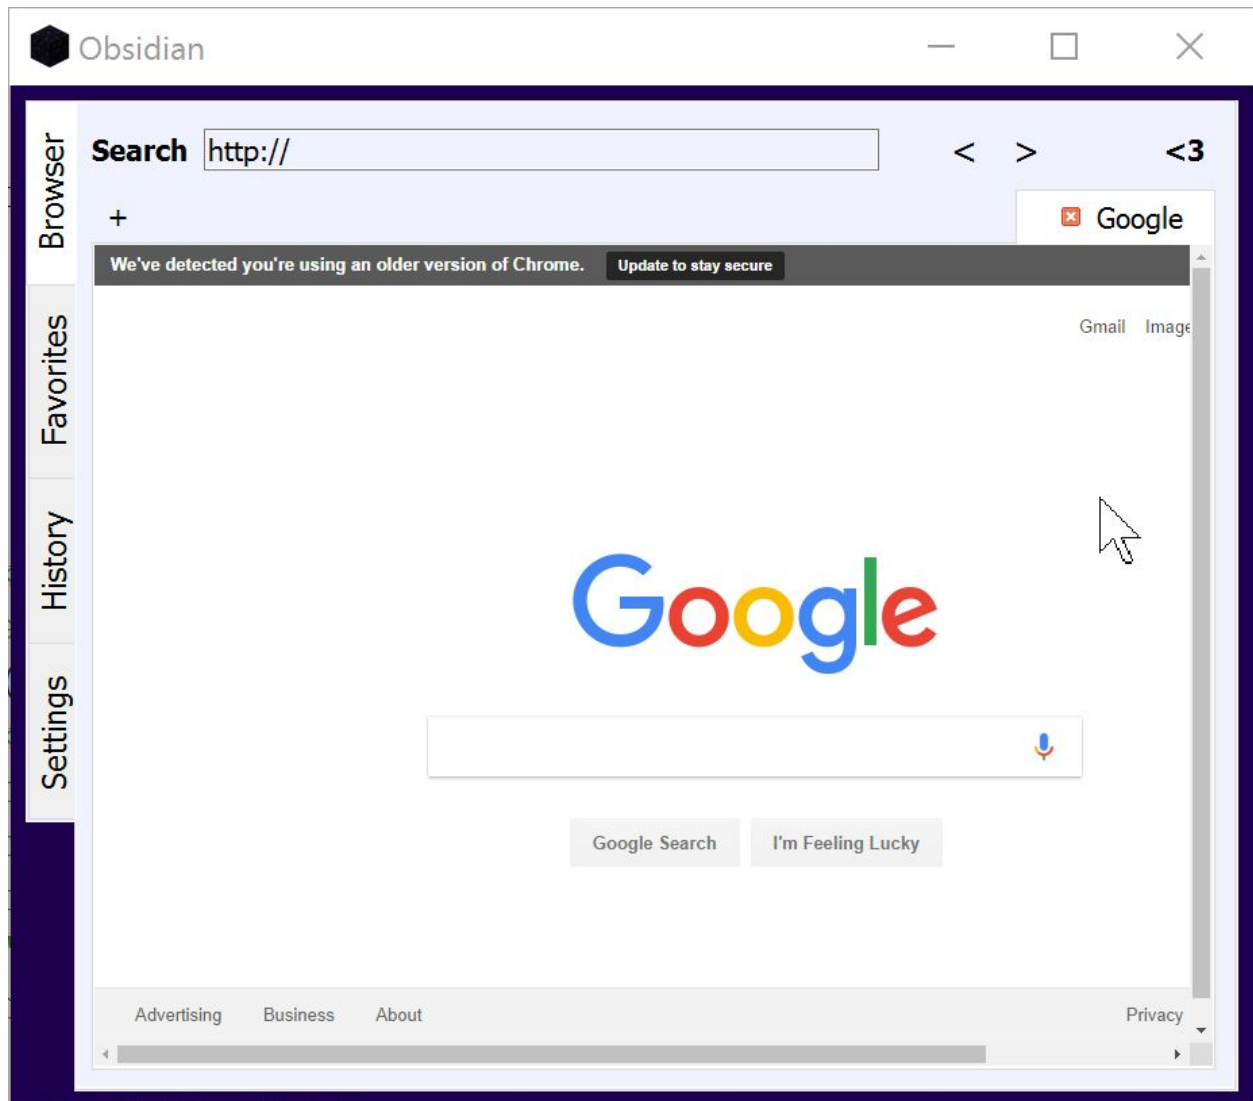 Obsidian
Browser
Favorites
History
Settings
Search http:// < > <3
+ Google
We've detected you're using an older version of Chrome. Update to stay secure
Gmail Image
Google
Google Search I'm Feeling Lucky
Advertising Business About Privacy